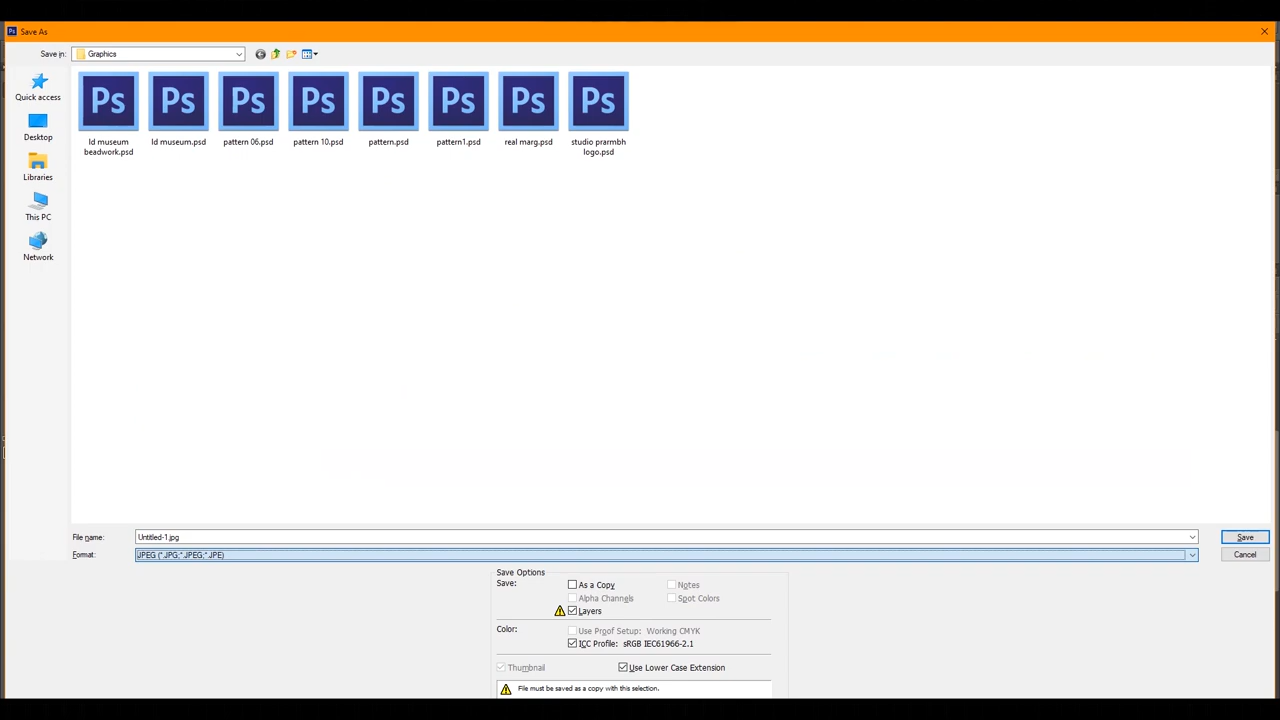 Ps Save As
Save in: Graphics
Quick access
Desktop
Libraries
This PC
Network
Ps Ps Ps Ps Ps Ps Ps Ps
ld museum beadwork.psd
ld museum.psd
pattern 06.psd
pattern 10.psd
pattern.psd
pattern1.psd
real marg.psd
studio prarmbh logo.psd
File name: Untitled-1.jpg Save
Format: JPEG (*.JPG;*.JPEG;*.JPE) Cancel
Save Options
Save: As a Copy Notes
Alpha Channels Spot Colors
Layers
Color: Use Proof Setup: Working CMYK
ICC Profile: sRGB IEC61966-2.1
Thumbnail Use Lower Case Extension
File must be saved as a copy with this selection.